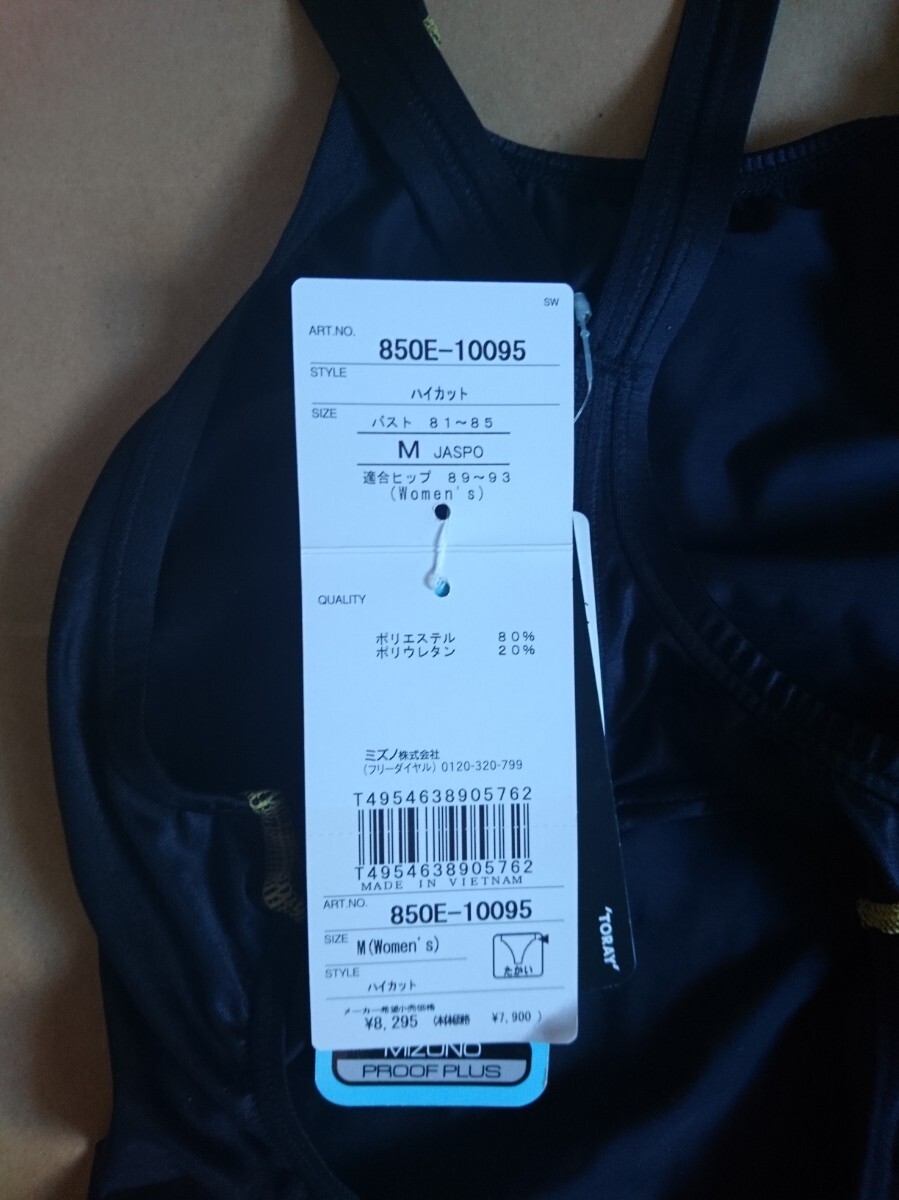 SW
ART.NO.
850E-10095
STYLE
ハイカット
SIZE
バスト 81～85
M JASPO
適合ヒップ 89～93
(Women's)
QUALITY
ポリエステル 80%
ポリウレタン 20%
ミズノ株式会社
(フリーダイヤル) 0120-320-799
T4954638905762
T4954638905762
MADE IN VIETNAM
ART.NO.
850E-10095
SIZE M(Women's)
たかい
STYLE
ハイカット
メーカー希望小売価格
¥8,295 (本体価格 ¥7,900 )
MIZUNO
PROOF PLUS
'TORAY'